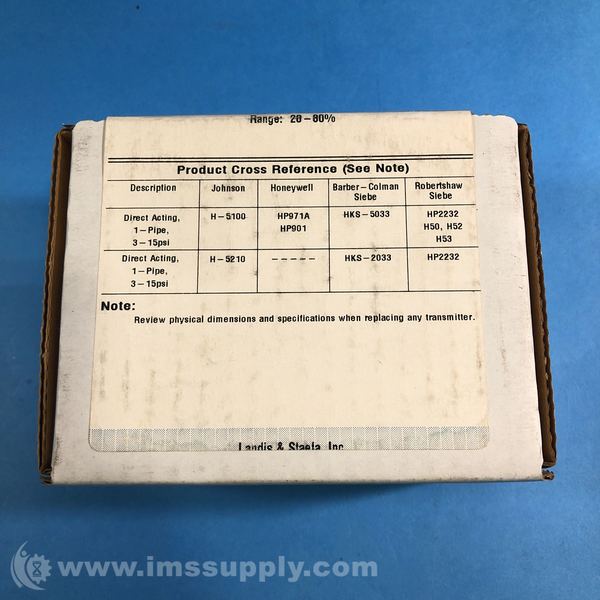 Range: 20-80%
Product Cross Reference (See Note)
Description Johnson Honeywell Barber-Colman Siebe Robertshaw Siebe
Direct Acting, 1-Pipe, 3-15psi H-5100 HP971A HP901 HKS-5033 HP2232 H50, H52 H53
Direct Acting, 1-Pipe, 3-15psi H-5210 ----- HKS-2033 HP2232
Note:
Review physical dimensions and specifications when replacing any transmitter.
Landis & Staefa, Inc.
www.imssupply.com